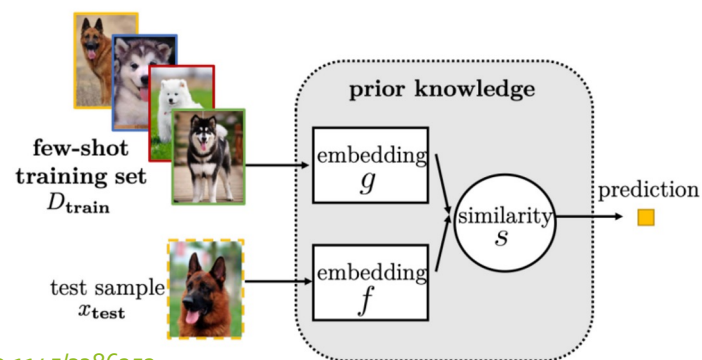 prior knowledge
few-shot
training set
D_train
embedding
g
similarity
s
prediction
embedding
f
test sample
x_test